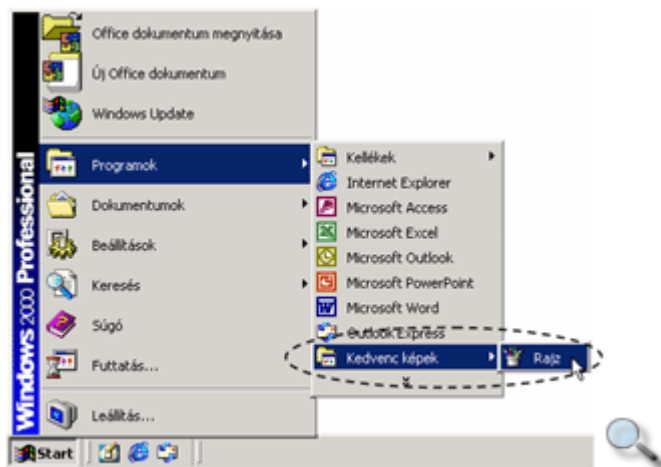 Office dokumentum megnyitása
Új Office dokumentum
Windows Update
Programok
Dokumentumok
Beállítások
Keresés
Súgó
Futtatás...
Leállítás...
Windows 2000 Professional
Kellékek
Internet Explorer
Microsoft Access
Microsoft Excel
Microsoft Outlook
Microsoft PowerPoint
Microsoft Word
Outlook Express
Kedvenc képek
Rajz
Start